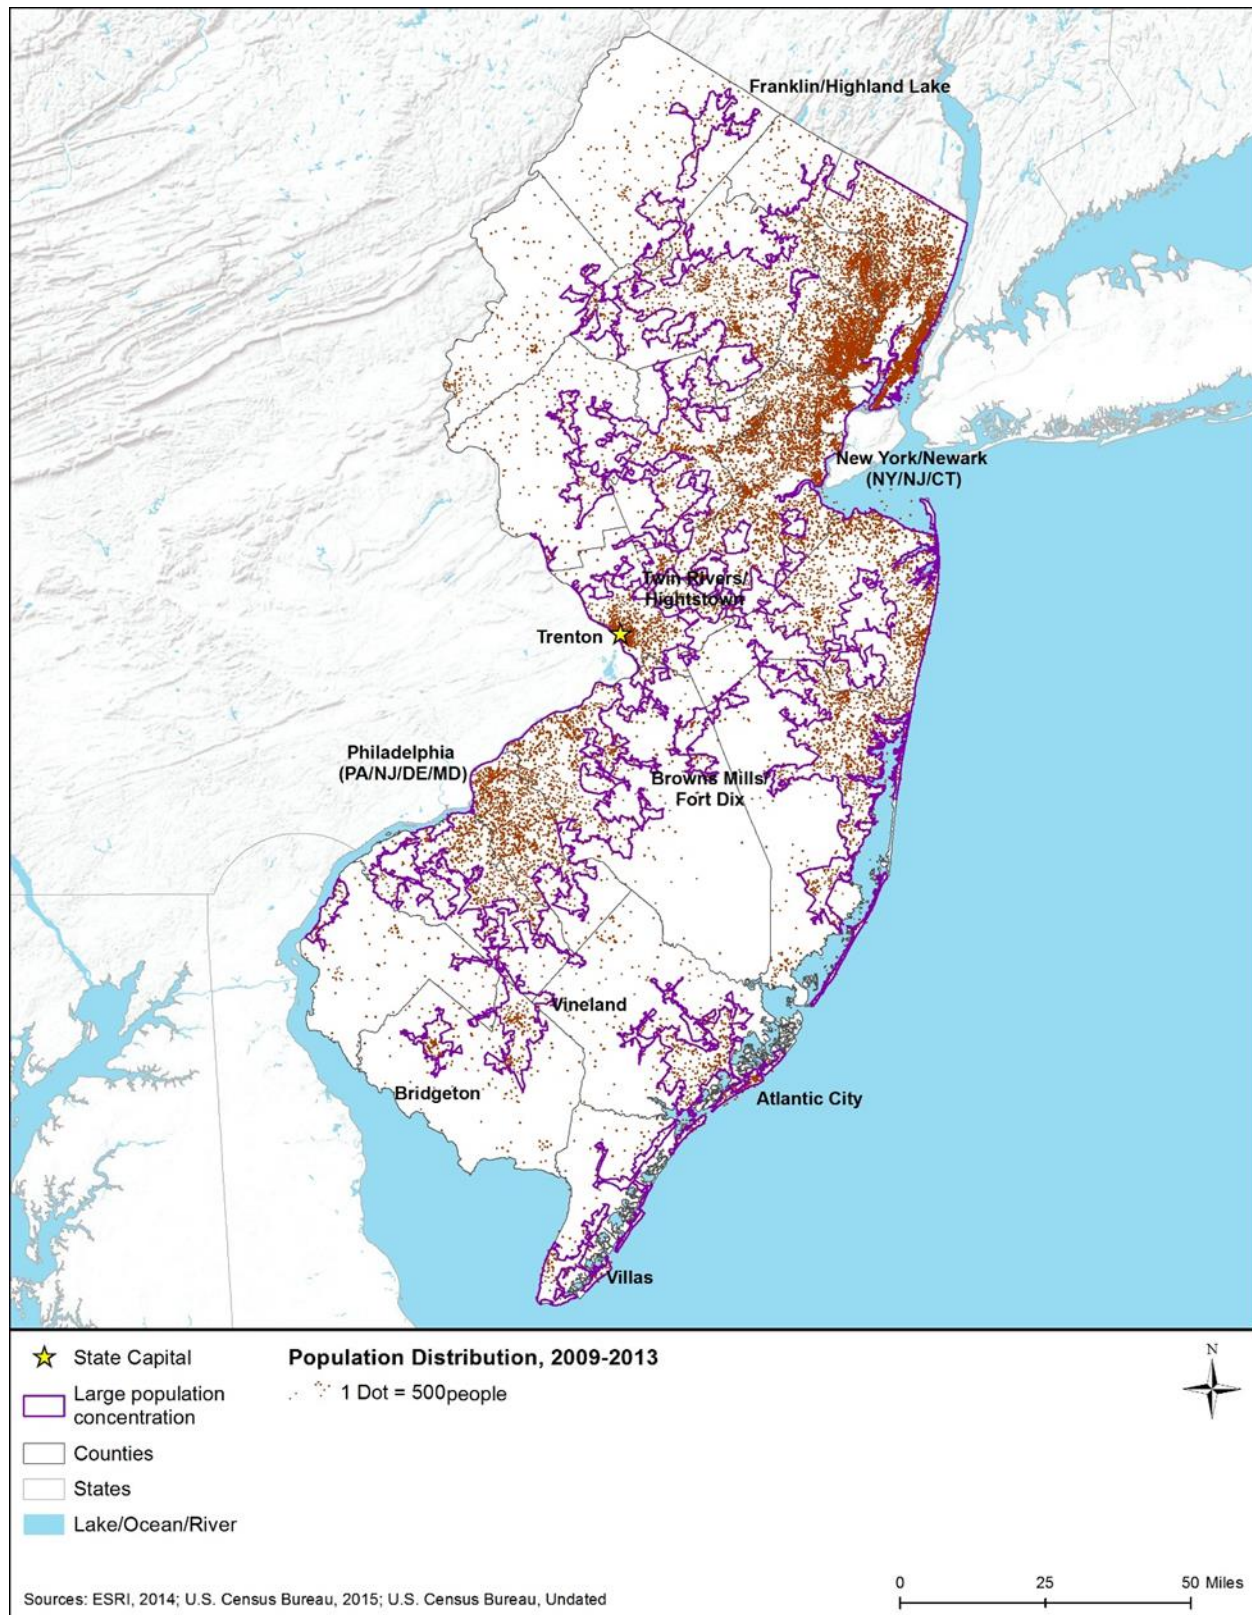 Franklin/Highland Lake
New York/Newark
(NY/NJ/CT)
Twin Rivers/
Hightstown
Trenton
Philadelphia
(PA/NJ/DE/MD)
Browns Mills/
Fort Dix
Vineland
Bridgeton
Atlantic City
Villas
State Capital
Large population
concentration
Counties
States
Lake/Ocean/River
Population Distribution, 2009-2013
1 Dot = 500people
N
Sources: ESRI, 2014; U.S. Census Bureau, 2015; U.S. Census Bureau, Undated
0 25 50 Miles